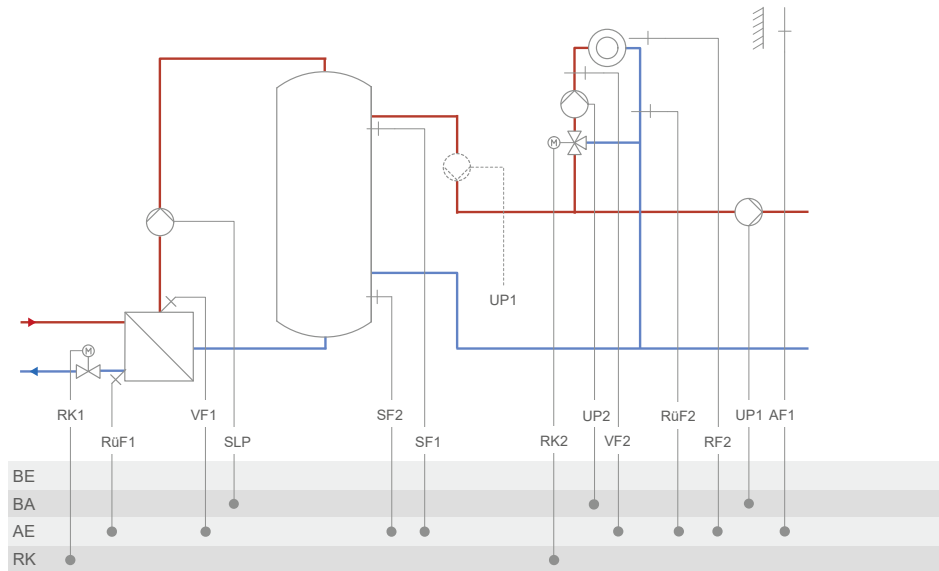 M
UP1
M
RK1 VF1 SF2 UP2 RüF2 UP1 AF1
RüF1 SLP SF1 RK2 VF2 RF2
BE
BA
AE
RK